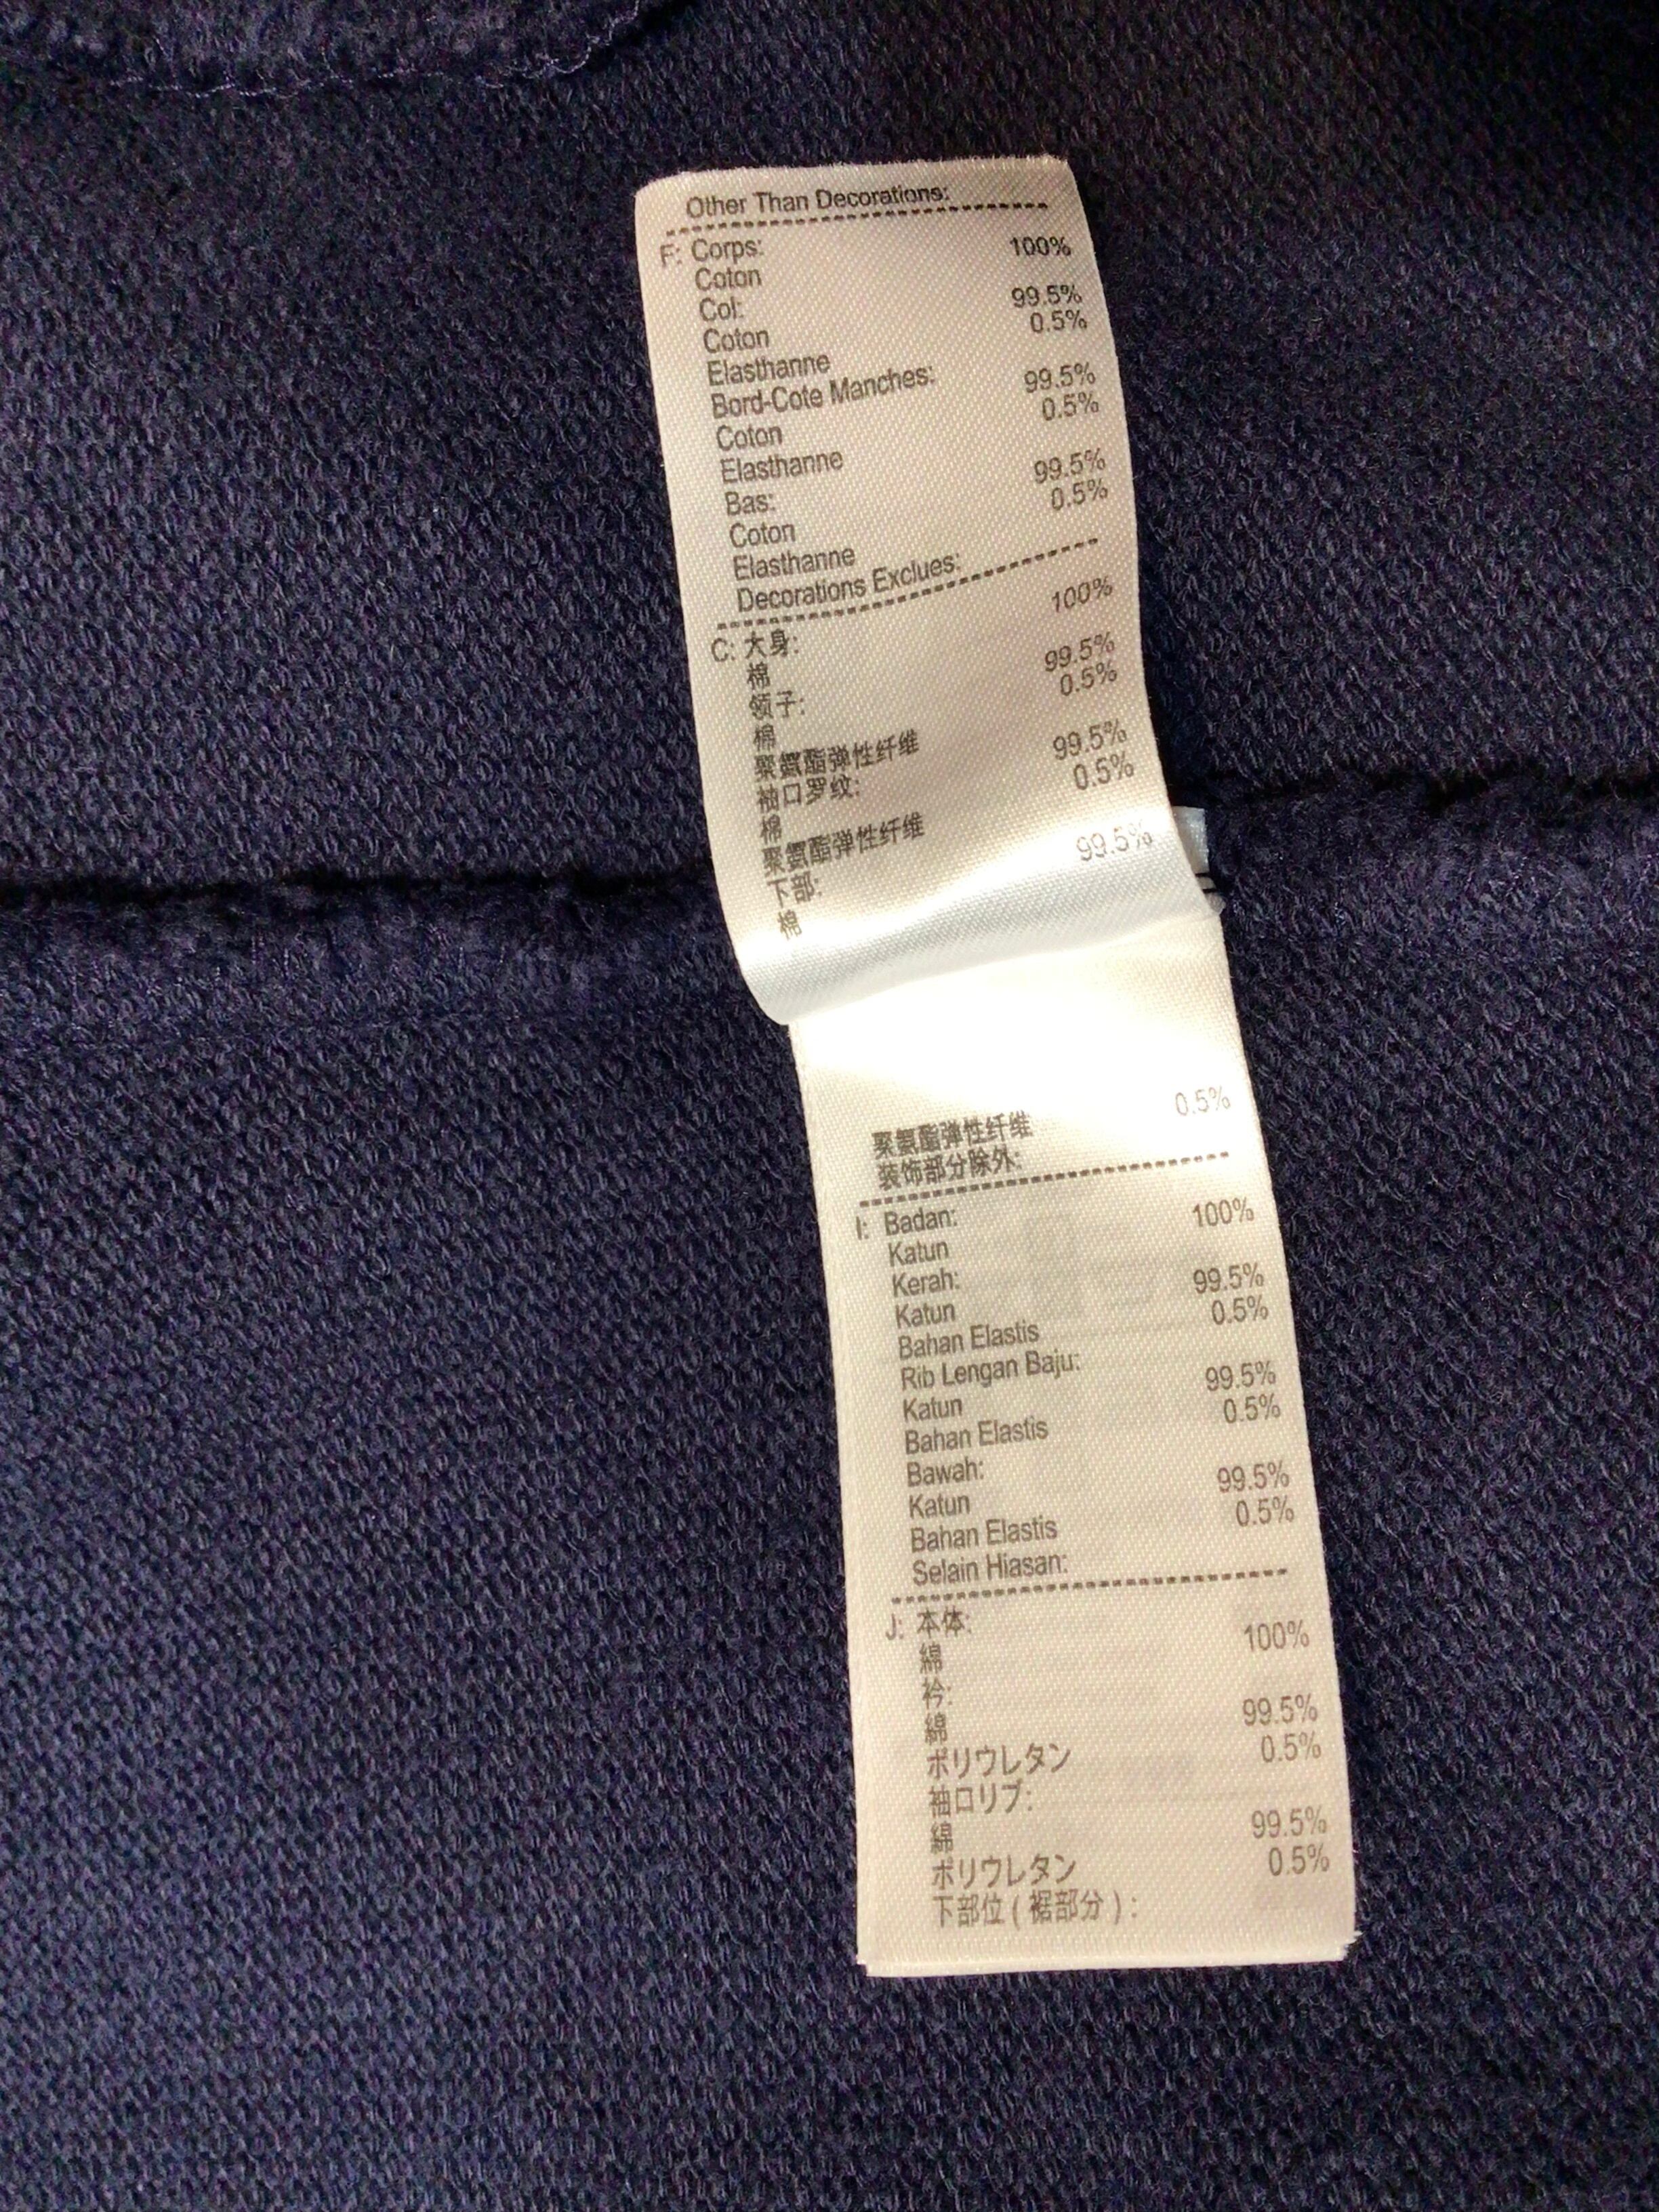 Other Than Decorations:
F: Corps:
Coton 100%
Col:
Coton 99.5%
Elasthanne 0.5%
Bord-Cote Manches:
Coton 99.5%
Elasthanne 0.5%
Bas:
Coton 99.5%
Elasthanne 0.5%
Decorations Exclues:
C: 大身:
棉 100%
领子:
棉 99.5%
聚氨酯弹性纤维 0.5%
袖口罗纹:
棉 99.5%
聚氨酯弹性纤维 0.5%
下部:
棉 99.5%
聚氨酯弹性纤维 0.5%
装饰部分除外:
I: Badan:
Katun 100%
Kerah:
Katun 99.5%
Bahan Elastis 0.5%
Rib Lengan Baju:
Katun 99.5%
Bahan Elastis 0.5%
Bawah:
Katun 99.5%
Bahan Elastis 0.5%
Selain Hiasan:
J: 本体:
綿 100%
衿:
綿 99.5%
ポリウレタン 0.5%
袖口リブ:
綿 99.5%
ポリウレタン 0.5%
下部位 ( 裾部分 ) :